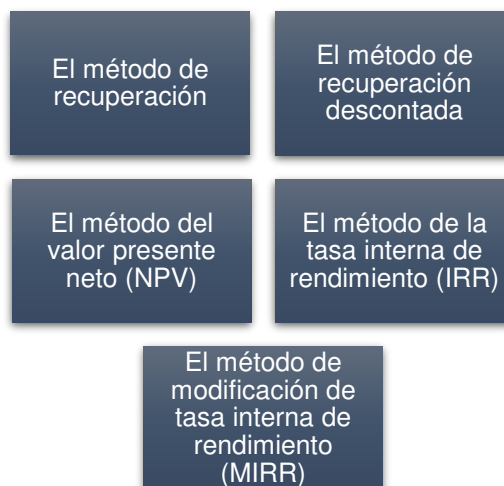 El método de
recuperación
El método de
recuperación
descontada
El método del
valor presente
neto (NPV)
El método de la
tasa interna de
rendimiento (IRR)
El método de
modificación de
tasa interna de
rendimiento
(MIRR)